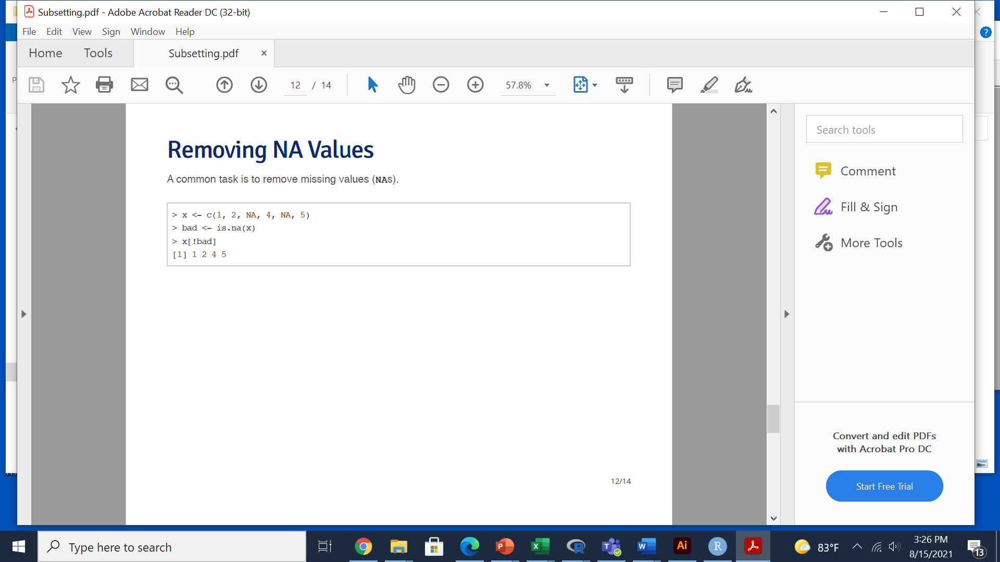 Subsetting.pdf - Adobe Acrobat Reader DC (32-bit)
File Edit View Sign Window Help
Home Tools Subsetting.pdf ×
12 / 14 57.8%
Search tools
Comment
Fill & Sign
More Tools
Removing NA Values
A common task is to remove missing values (NAs).
> x <- c(1, 2, NA, 4, NA, 5)
> bad <- is.na(x)
> x[!bad]
[1] 1 2 4 5
12/14
Convert and edit PDFs
with Acrobat Pro DC
Start Free Trial
Type here to search
83°F
3:26 PM
8/15/2021
13